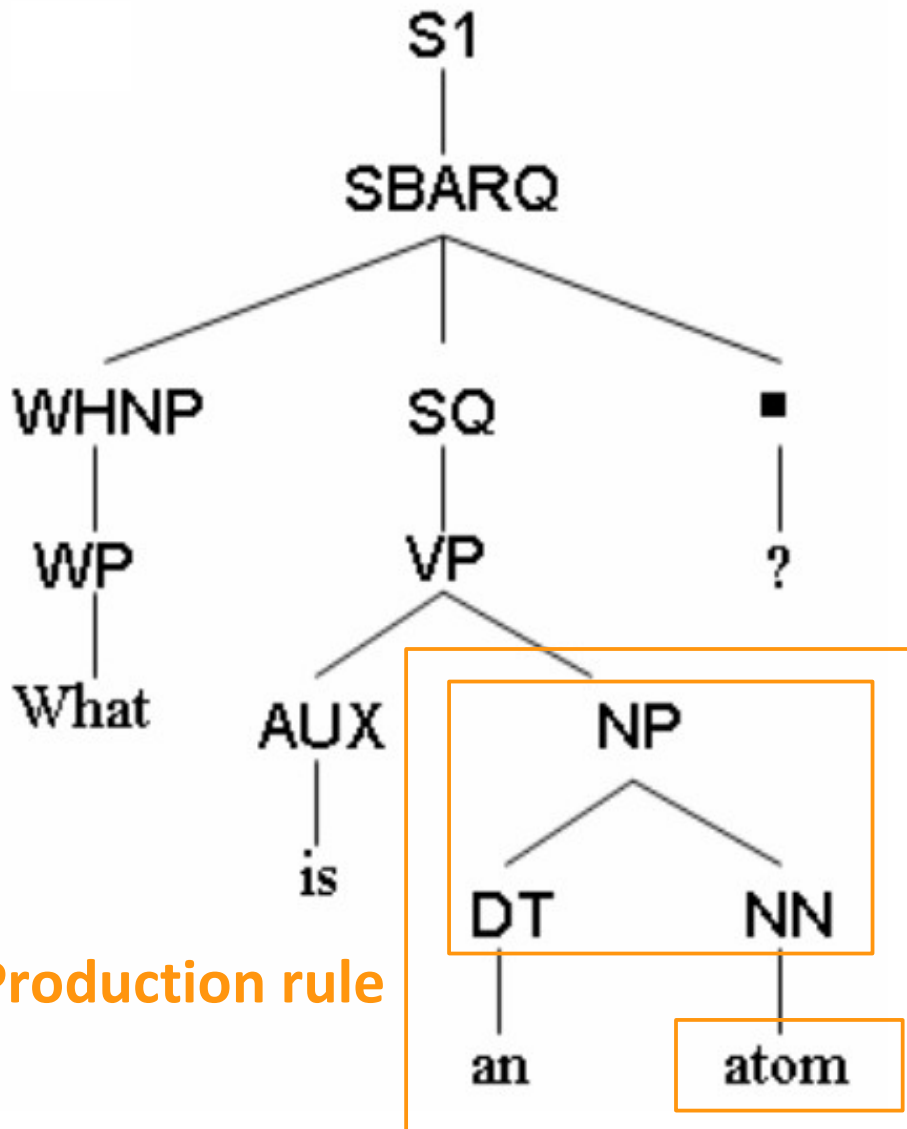 S1
SBARQ
WHNP SQ .
WP VP ?
What AUX NP
is
DT NN
Production rule
an atom